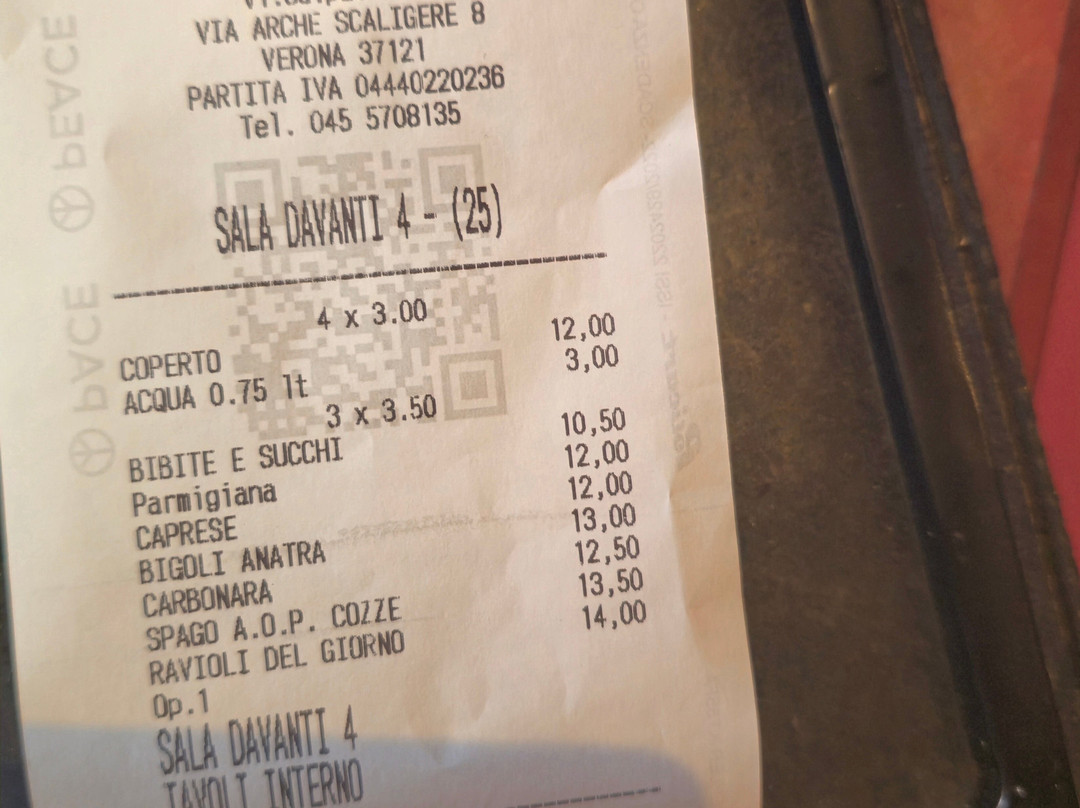 VIA ARCHE SCALIGERE 8
VERONA 37121
PARTITA IVA 04440220236
Tel. 045 5708135
SALA DAVANTI 4 - (25)
4 x 3.00
COPERTO 12,00
ACQUA 0.75 lt 3,00
3 x 3.50
BIBITE E SUCCHI 10,50
Parmigiana 12,00
CAPRESE 12,00
BIGOLI ANATRA 13,00
CARBONARA 12,50
SPAGO A.O.P. COZZE 13,50
RAVIOLI DEL GIORNO 14,00
Op.1
SALA DAVANTI 4
TAVOLI INTERNO
PEACE
PACE